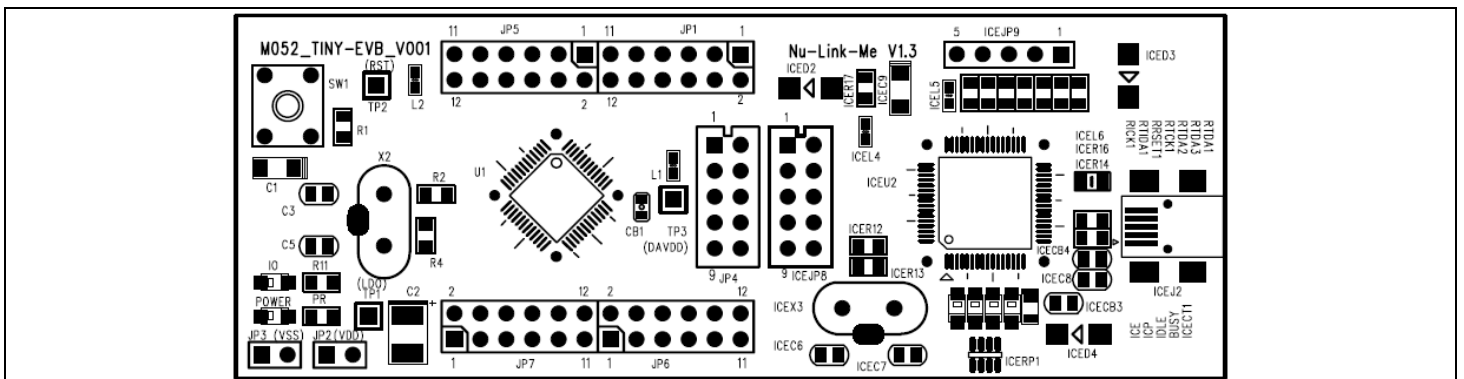 M052_TINY-EVB_V001
11 JP5 1
11 JP1 1
Nu-Link-Me V1.3
5 ICEJP9 1
ICED3
(RST)
SW1
TP2
L2
12 2
12 2
ICED2
ICER17
ICEC9
ICEL5
R1
X2
U1
1
1
ICEL4
ICEL6
ICER16
ICER14
RICK1
RTIDA1
RRSET1
RTCK1
RTDA2
RTDA3
RTDA1
C1
R2
L1
ICEU2
C3
CB1
TP3
(DAVDD)
ICER12
C5
R4
9 JP4
9 ICEJP8
ICER13
ICECB4
ICEC8
ICEJ2
IO
R11
(LDO)
TP1
C2
+
2 12
2 12
ICEX3
ICECB3
POWER
PR
JP3 (VSS)
JP2(VDD)
1 JP7 11
1 JP6 11
ICEC6
ICEC7
ICERP1
ICED4
ICE
ICP
IDLE
BUSY
ICEC11